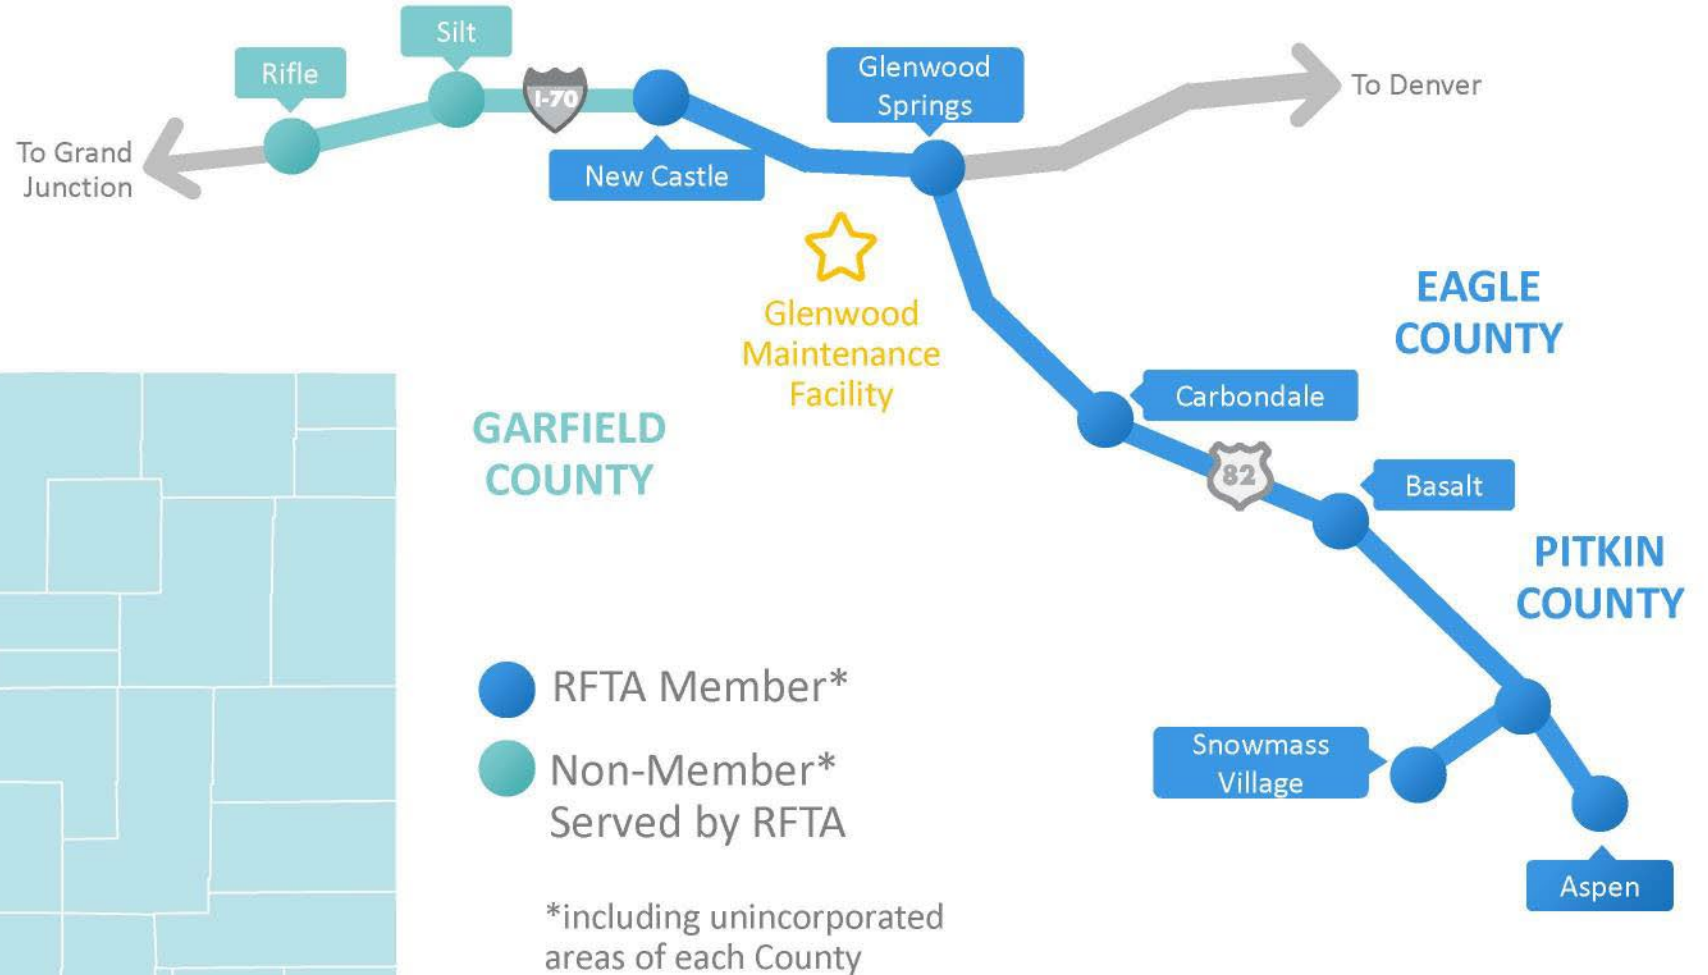 Silt
Rifle
I-70
Glenwood
Springs
To Denver
To Grand
Junction
New Castle
Glenwood
Maintenance
Facility
EAGLE
COUNTY
Carbondale
GARFIELD
COUNTY
82
Basalt
PITKIN
COUNTY
RFTA Member*
Non-Member*
Served by RFTA
Snowmass
Village
Aspen
*including unincorporated
areas of each County